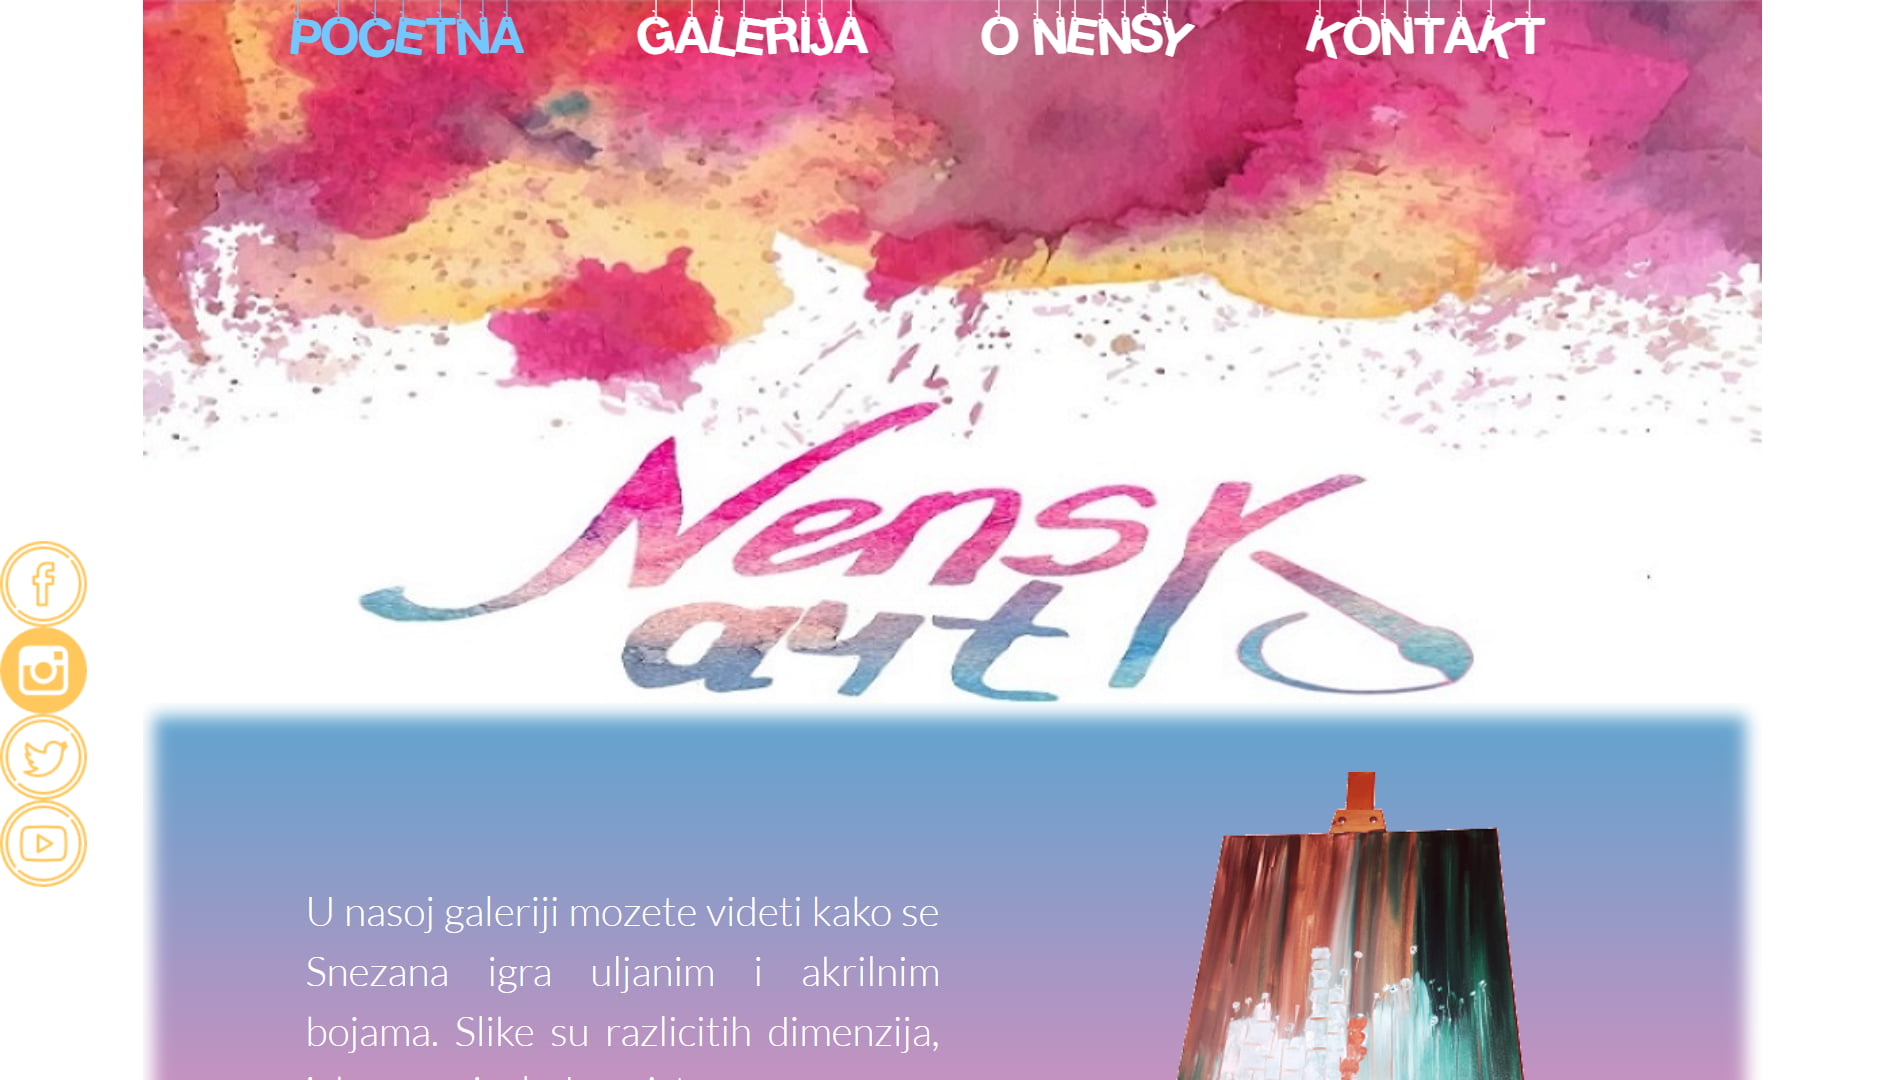 POCETNA GALERIJA O NENSY KONTAKT
Nensy
art
U nasoj galeriji mozete videti kako se
Snezana igra uljanim i akrilnim
bojama. Slike su razlicitih dimenzija,